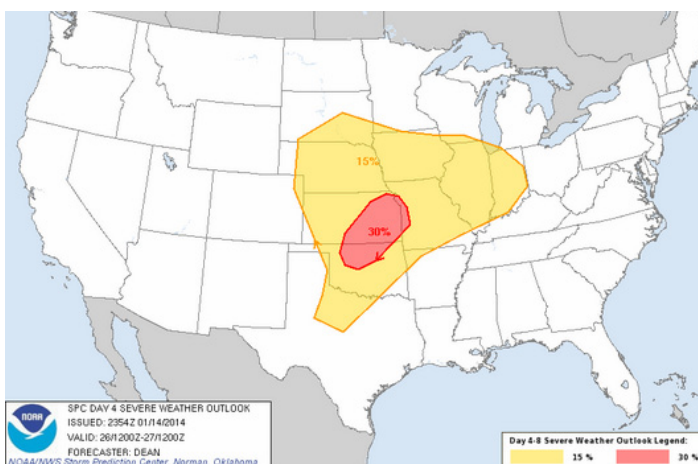 15%
30%
NOAA
SPC DAY 4 SEVERE WEATHER OUTLOOK
ISSUED: 2354Z 01/14/2014
VALID: 26/1200Z-27/1200Z
FORECASTER: DEAN
NOAA/NWS Storm Prediction Center, Norman, Oklahoma
Day 4-8 Severe Weather Outlook Legend:
15 %
30 %